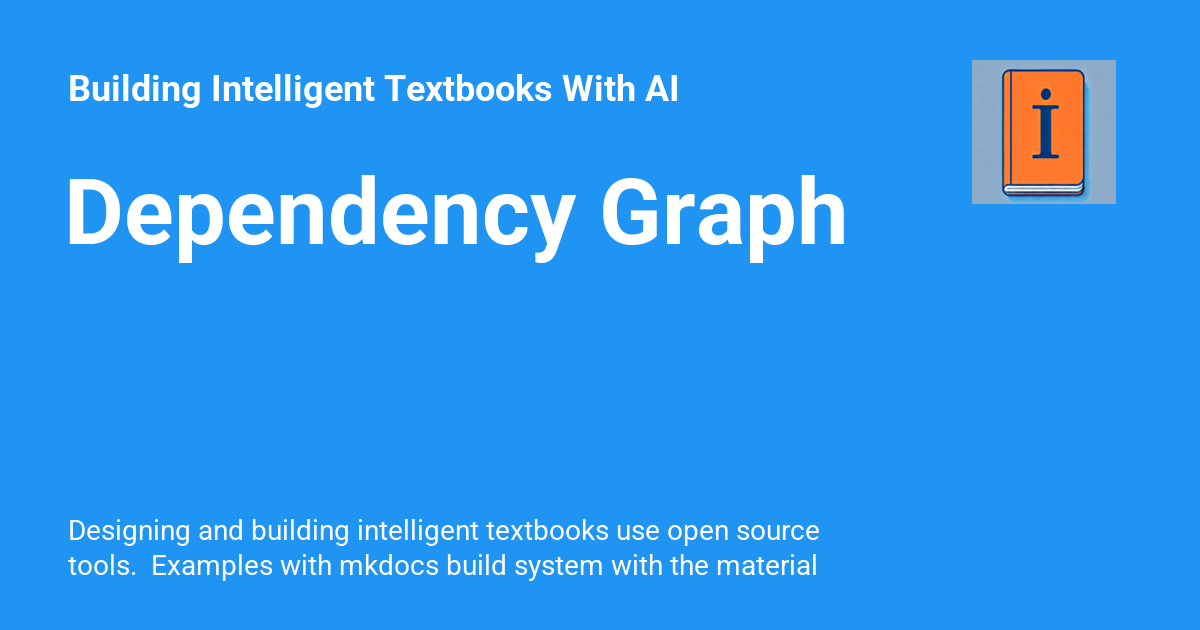 Building Intelligent Textbooks With AI
i
Dependency Graph
Designing and building intelligent textbooks use open source
tools.  Examples with mkdocs build system with the material